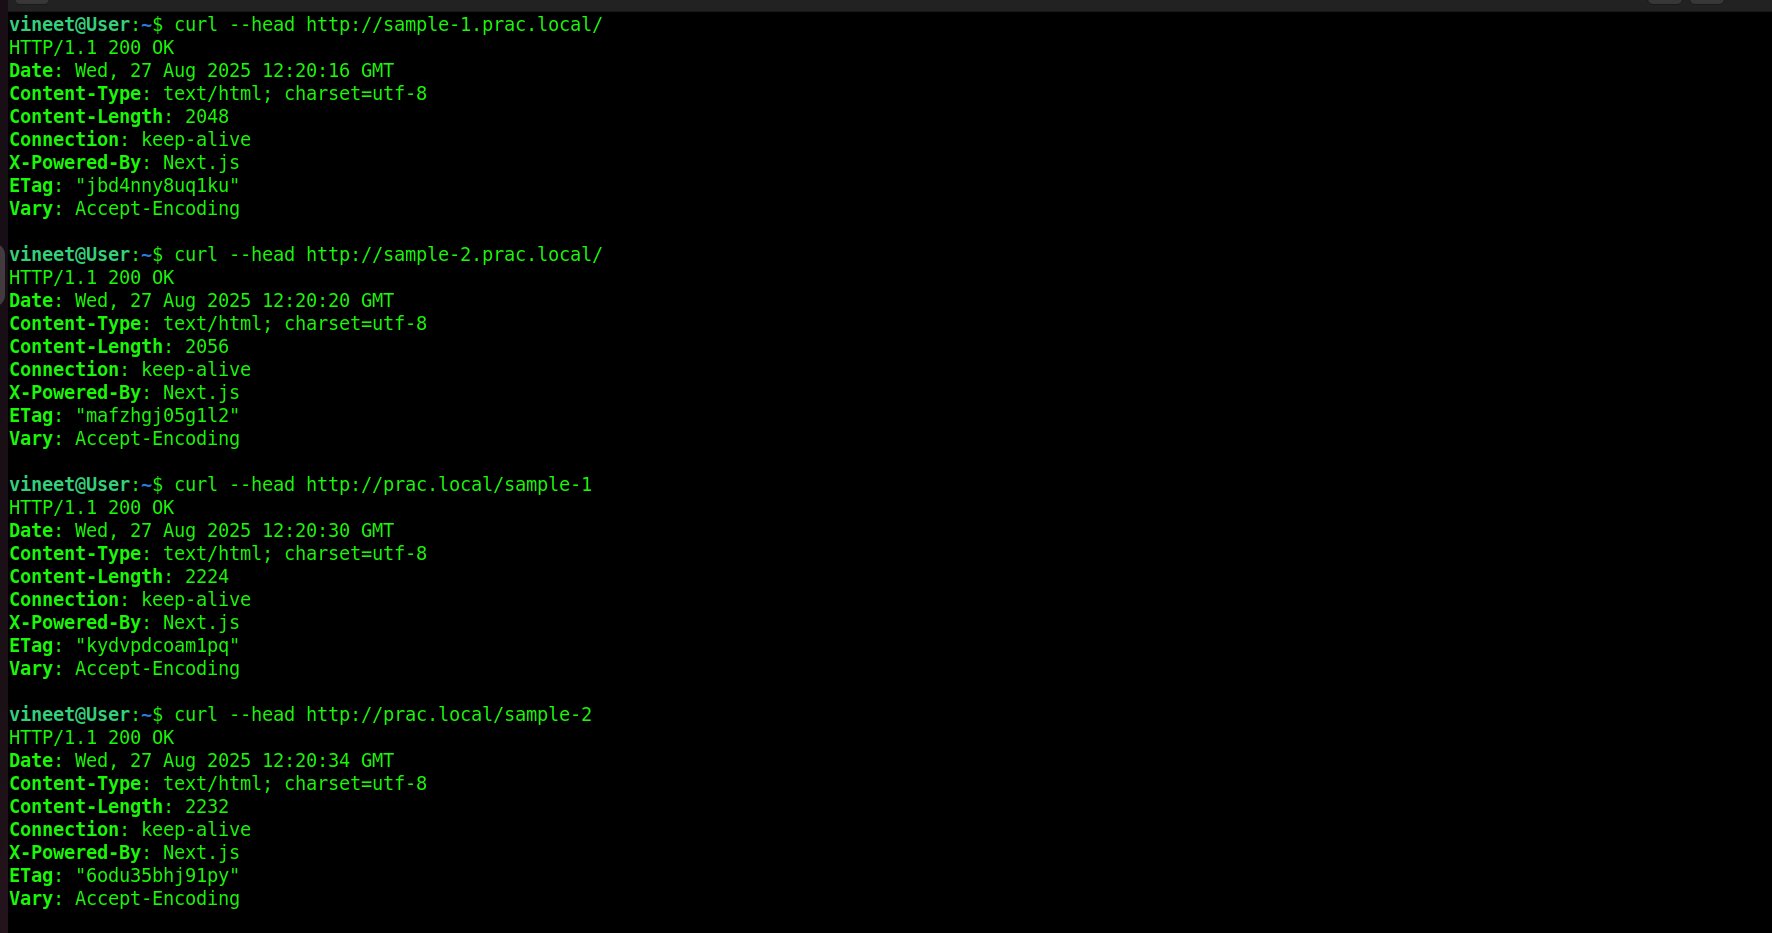 vineet@User:~$ curl --head http://sample-1.prac.local/
HTTP/1.1 200 OK
Date: Wed, 27 Aug 2025 12:20:16 GMT
Content-Type: text/html; charset=utf-8
Content-Length: 2048
Connection: keep-alive
X-Powered-By: Next.js
ETag: "jbd4nny8uq1ku"
Vary: Accept-Encoding

vineet@User:~$ curl --head http://sample-2.prac.local/
HTTP/1.1 200 OK
Date: Wed, 27 Aug 2025 12:20:20 GMT
Content-Type: text/html; charset=utf-8
Content-Length: 2056
Connection: keep-alive
X-Powered-By: Next.js
ETag: "mafzhgj05g1l2"
Vary: Accept-Encoding

vineet@User:~$ curl --head http://prac.local/sample-1
HTTP/1.1 200 OK
Date: Wed, 27 Aug 2025 12:20:30 GMT
Content-Type: text/html; charset=utf-8
Content-Length: 2224
Connection: keep-alive
X-Powered-By: Next.js
ETag: "kydvpdcoam1pq"
Vary: Accept-Encoding

vineet@User:~$ curl --head http://prac.local/sample-2
HTTP/1.1 200 OK
Date: Wed, 27 Aug 2025 12:20:34 GMT
Content-Type: text/html; charset=utf-8
Content-Length: 2232
Connection: keep-alive
X-Powered-By: Next.js
ETag: "6odu35bhj91py"
Vary: Accept-Encoding